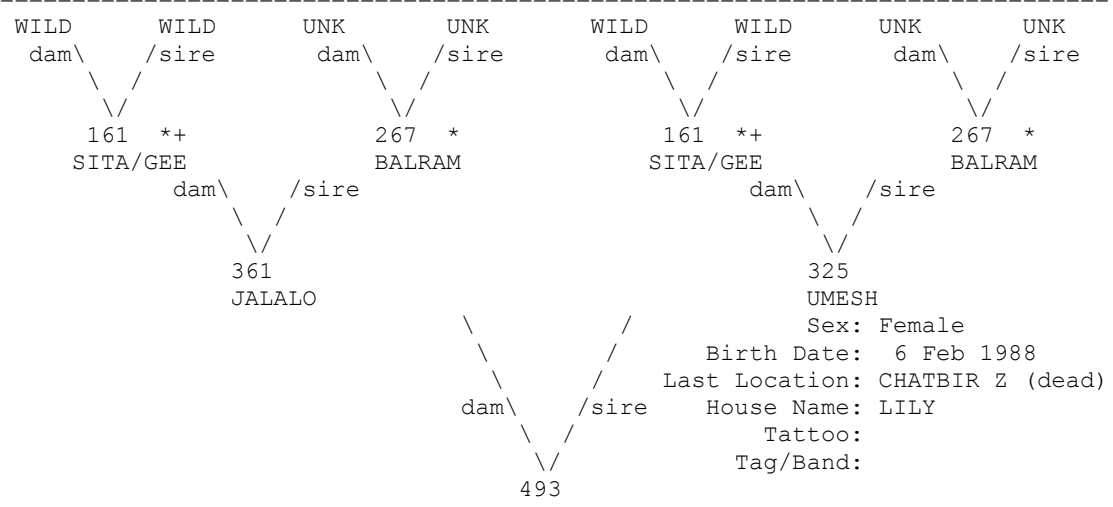 --------------------------------------------------------------------------------
WILD      WILD      UNK       UNK         WILD      WILD      UNK       UNK
 dam\     /sire       dam\     /sire        dam\     /sire       dam\     /sire
     \  /                \  /                   \  /                \  /
      \/                  \/                     \/                  \/
     161  *+             267  *                 161  *+             267  *
    SITA/GEE             BALRAM                SITA/GEE             BALRAM
           dam\    /sire                              dam\    /sire
               \  /                                       \  /
                \/                                         \/
               361                                        325
               JALALO                                     UMESH
                               \          /            Sex: Female
                                \        /      Birth Date:  6 Feb 1988
                                 \      /    Last Location: CHATBIR Z (dead)
                               dam\    /sire    House Name: LILY
                                   \  /             Tattoo:
                                    \/            Tag/Band:
                                   493